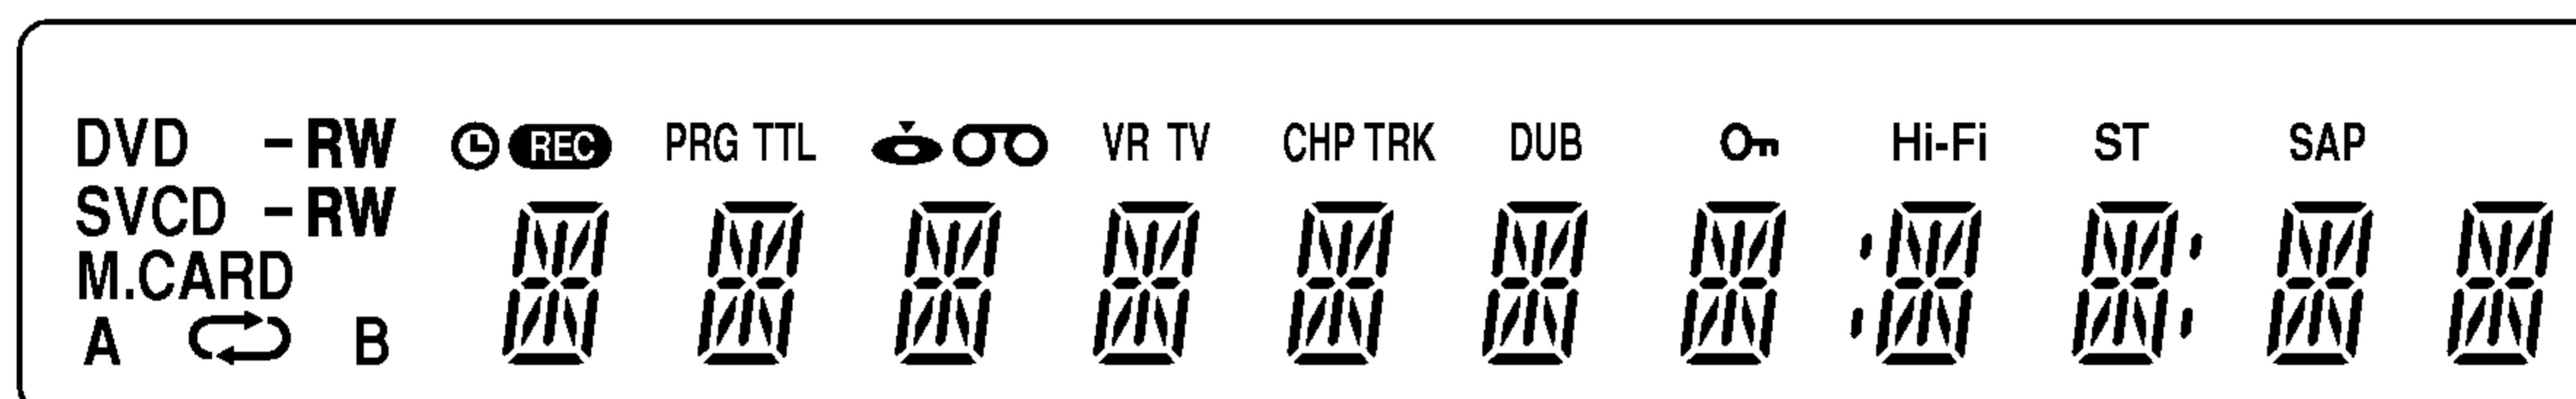 DVD -RW REC PRG TTL VR TV CHP TRK DUB Hi-Fi ST SAP
SVCD -RW
M.CARD
A B